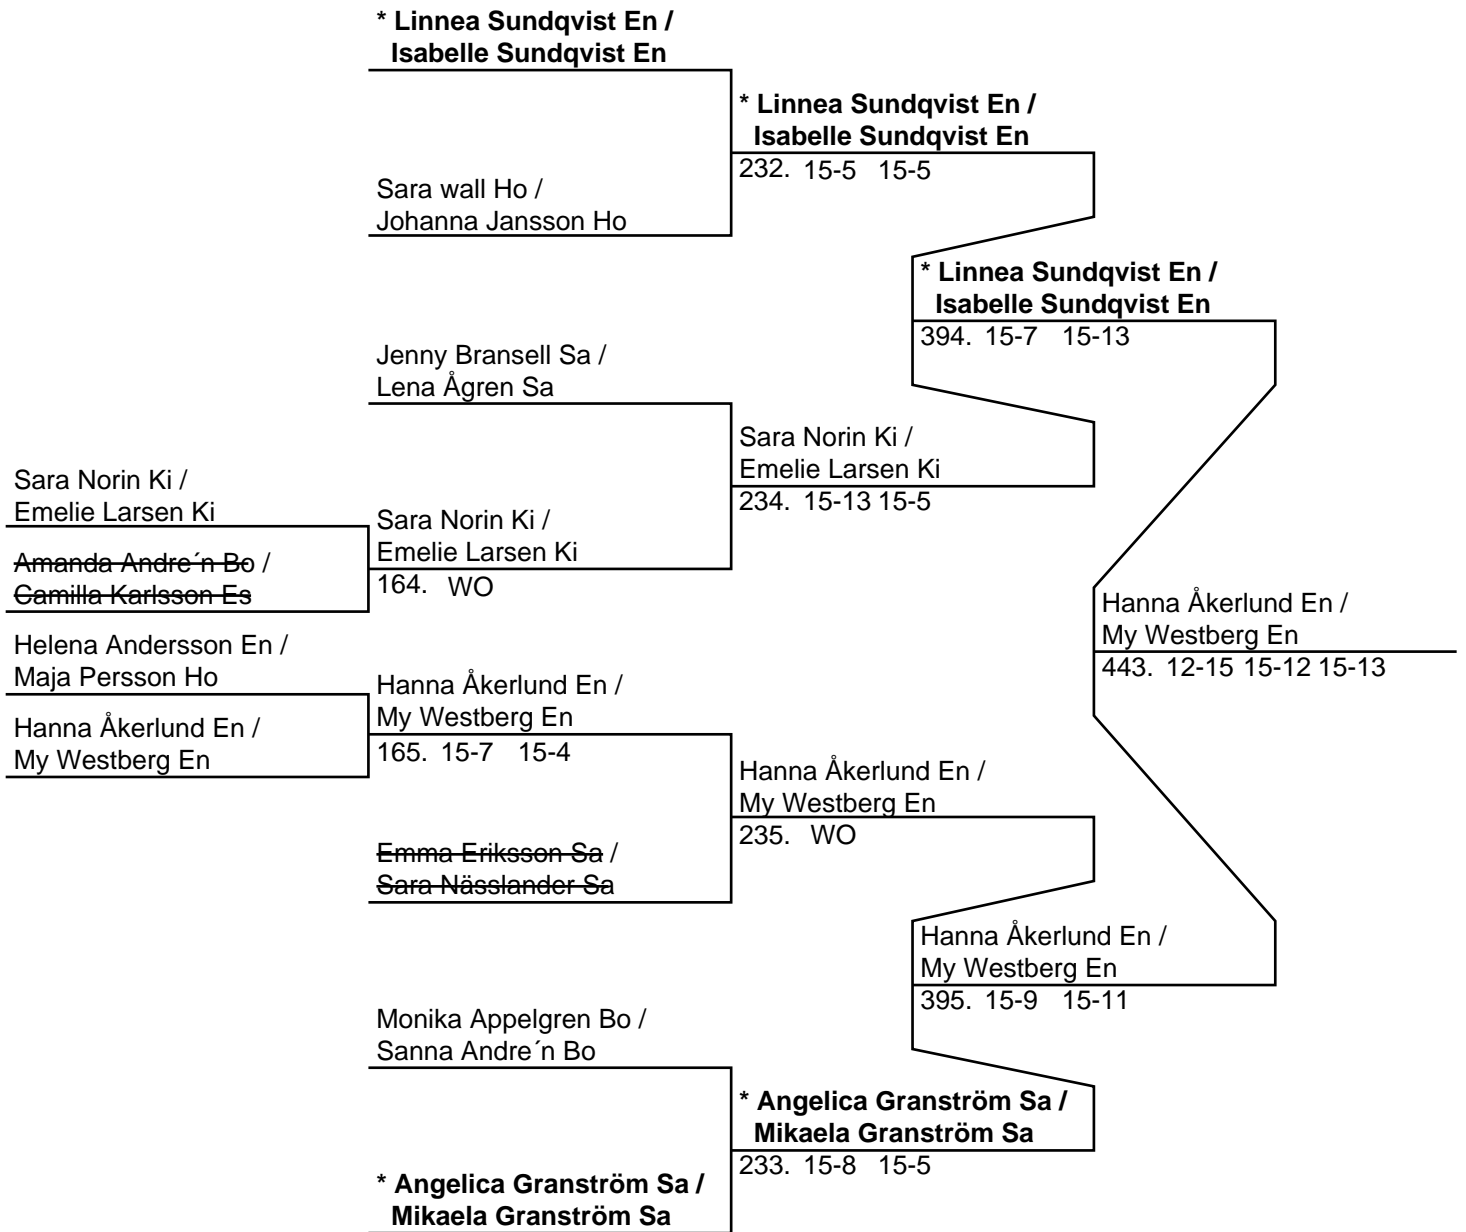 * Linnea Sundqvist En /
Isabelle Sundqvist En
* Linnea Sundqvist En /
Isabelle Sundqvist En
232. 15-5 15-5
Sara wall Ho /
Johanna Jansson Ho
* Linnea Sundqvist En /
Isabelle Sundqvist En
394. 15-7 15-13
Jenny Bransell Sa /
Lena Ågren Sa
Sara Norin Ki /
Emelie Larsen Ki
234. 15-13 15-5
Sara Norin Ki /
Emelie Larsen Ki
Sara Norin Ki /
Emelie Larsen Ki
164. WO
Amanda Andre´n Bo /
Camilla Karlsson Es
Hanna Åkerlund En /
My Westberg En
443. 12-15 15-12 15-13
Helena Andersson En /
Maja Persson Ho
Hanna Åkerlund En /
My Westberg En
165. 15-7 15-4
Hanna Åkerlund En /
My Westberg En
Hanna Åkerlund En /
My Westberg En
235. WO
Emma Eriksson Sa /
Sara Nässlander Sa
Hanna Åkerlund En /
My Westberg En
395. 15-9 15-11
Monika Appelgren Bo /
Sanna Andre´n Bo
* Angelica Granström Sa /
Mikaela Granström Sa
233. 15-8 15-5
* Angelica Granström Sa /
Mikaela Granström Sa